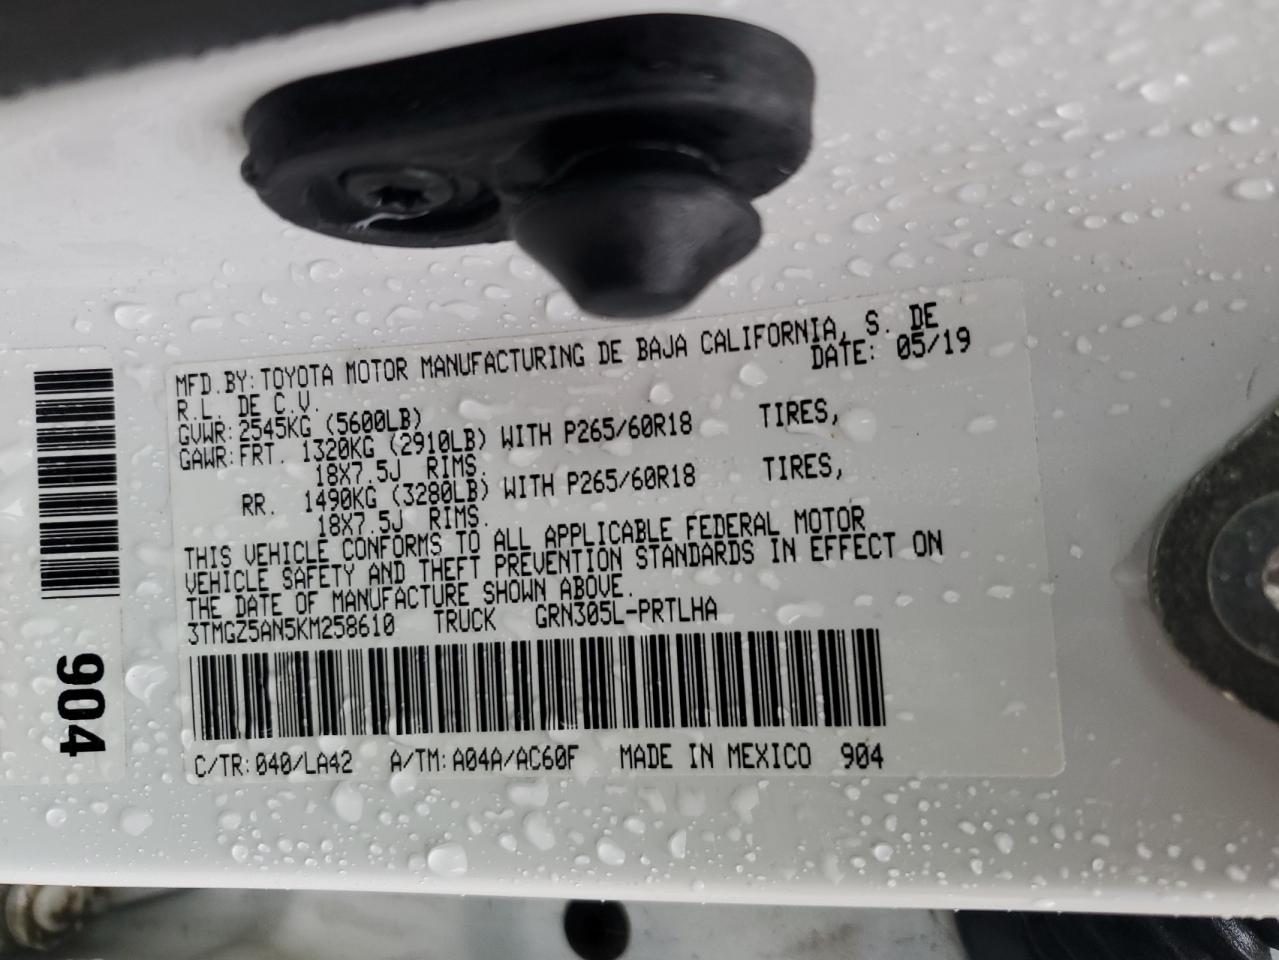 MFD.BY:TOYOTA MOTOR MANUFACTURING DE BAJA CALIFORNIA, S. DE
R.L. DE C.V. DATE: 05/19
GVWR:2545KG (5600LB)
GAWR:FRT. 1320KG (2910LB) WITH P265/60R18 TIRES,
18X7.5J RIMS.
RR. 1490KG (3280LB) WITH P265/60R18 TIRES,
18X7.5J RIMS.
THIS VEHICLE CONFORMS TO ALL APPLICABLE FEDERAL MOTOR
VEHICLE SAFETY AND THEFT PREVENTION STANDARDS IN EFFECT ON
THE DATE OF MANUFACTURE SHOWN ABOVE.
3TMGZ5AN5KM258610 TRUCK GRN305L-PRTLHA
C/TR:040/LA42 A/TM:A04A/AC60F MADE IN MEXICO 904
904